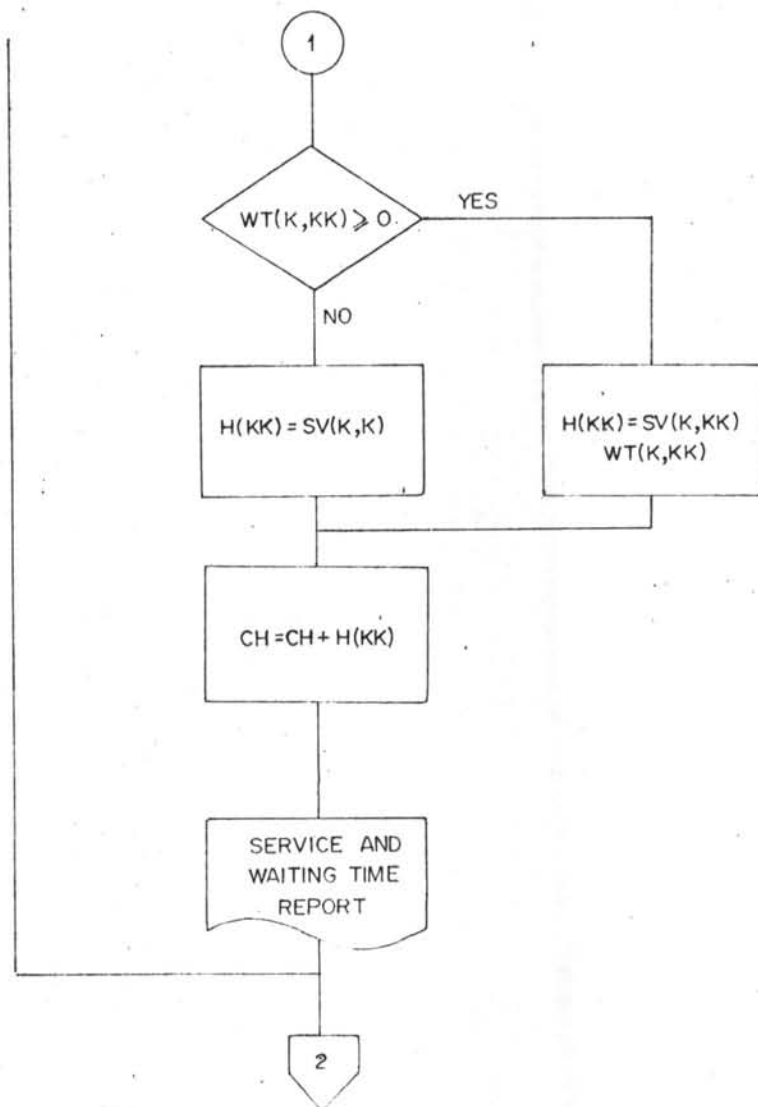 1
WT(K,KK) ⩾ 0.
YES
NO
H(KK) = SV(K,K)
H(KK) = SV(K,KK)
WT(K,KK)
CH = CH + H(KK)
SERVICE AND
WAITING TIME
REPORT
2